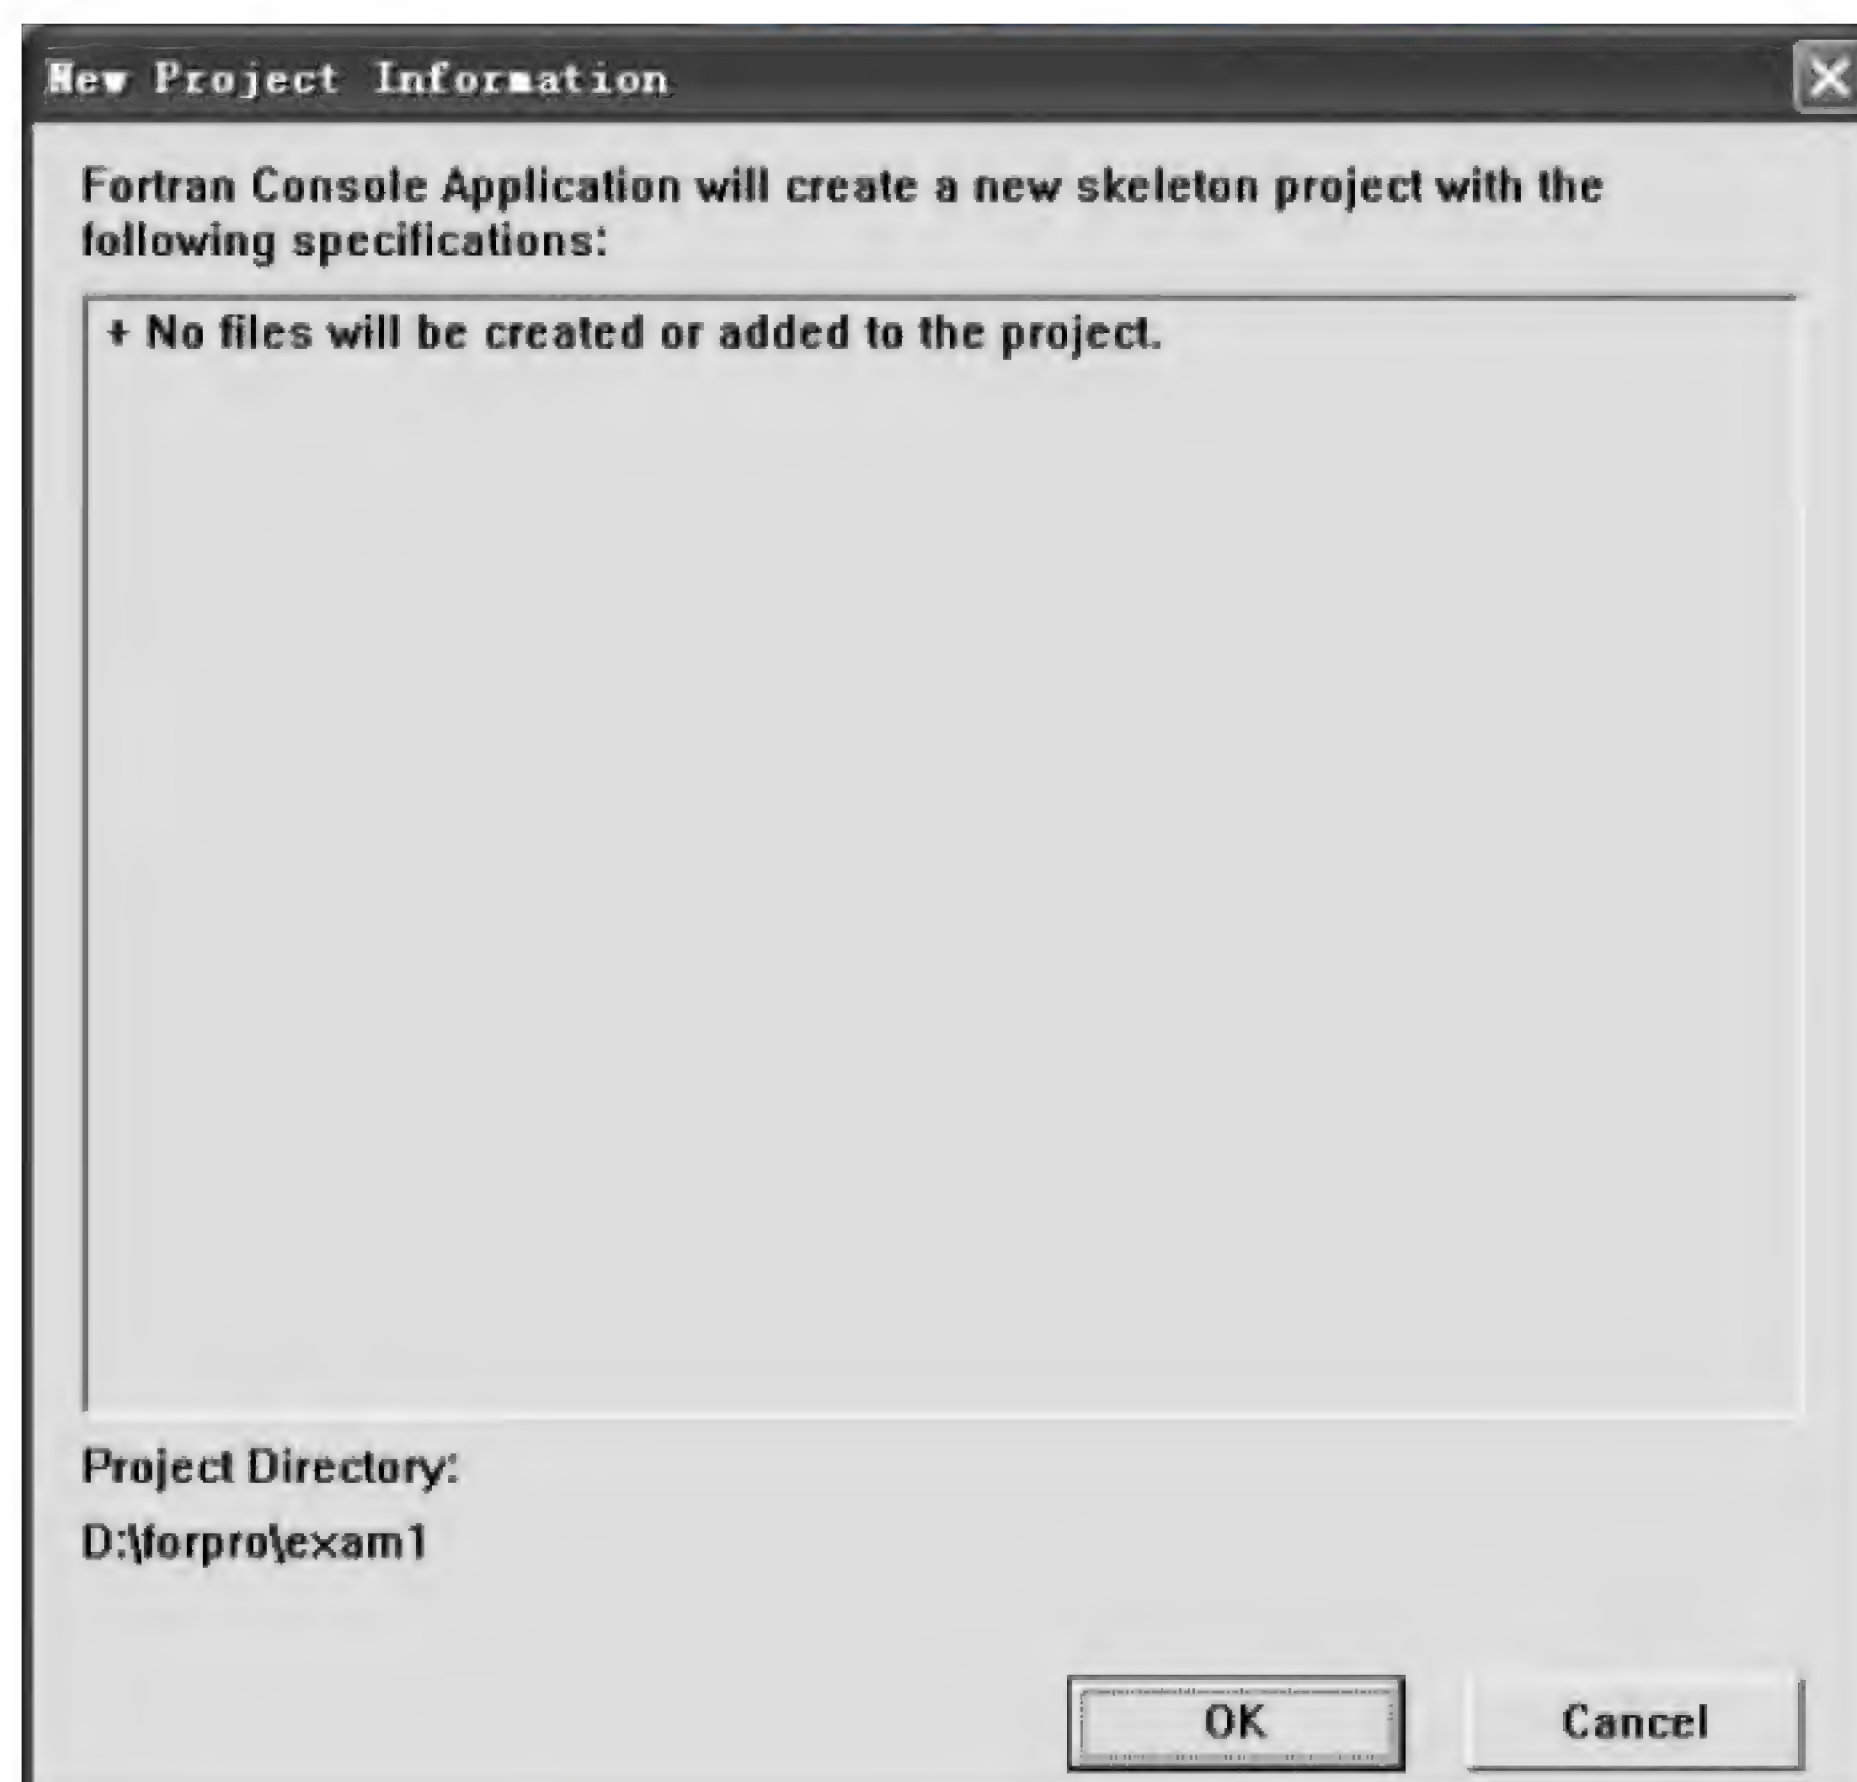 New Project Information
Fortran Console Application will create a new skeleton project with the
following specifications:
+ No files will be created or added to the project.
Project Directory:
D:\forpro\exam1
OK
Cancel